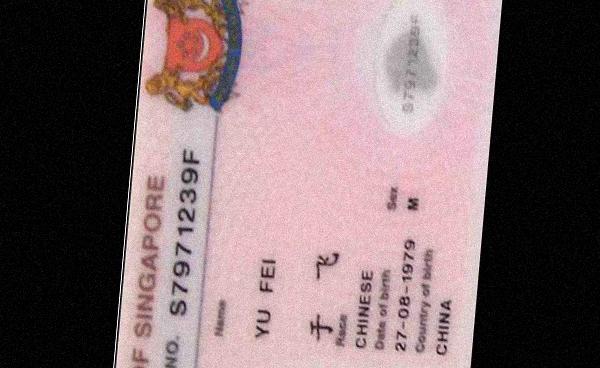 OF SINGAPORE
NO. S7971239F
Name
YU FEI
于 飞
Race
CHINESE
Date of birth Sex
27-08-1979 M
Country of birth
CHINA
S7971239F